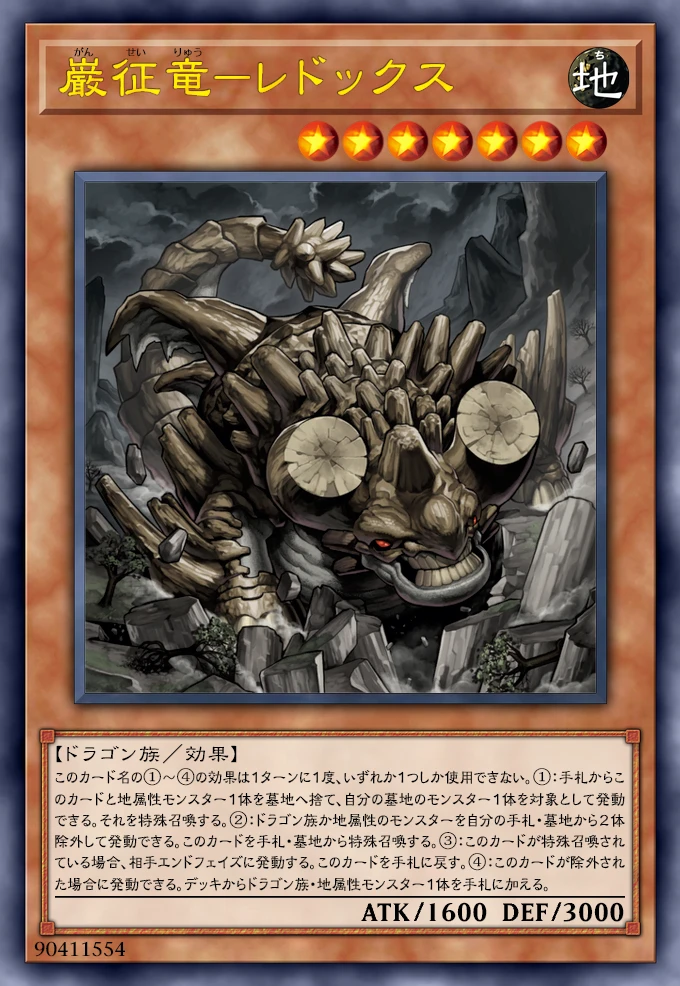 がん せい りゅう
巌征竜－レドックス
ち
地
【ドラゴン族／効果】
このカード名の①～④の効果は1ターンに1度、いずれか1つしか使用できない。①：手札からこ
のカードと地属性モンスター1体を墓地へ捨て、自分の墓地のモンスター1体を対象として発動
できる。それを特殊召喚する。②：ドラゴン族か地属性のモンスターを自分の手札・墓地から２体
除外して発動できる。このカードを手札・墓地から特殊召喚する。③：このカードが特殊召喚され
ている場合、相手エンドフェイズに発動する。このカードを手札に戻す。④：このカードが除外され
た場合に発動できる。デッキからドラゴン族・地属性モンスター1体を手札に加える。
ATK/1600 DEF/3000
90411554